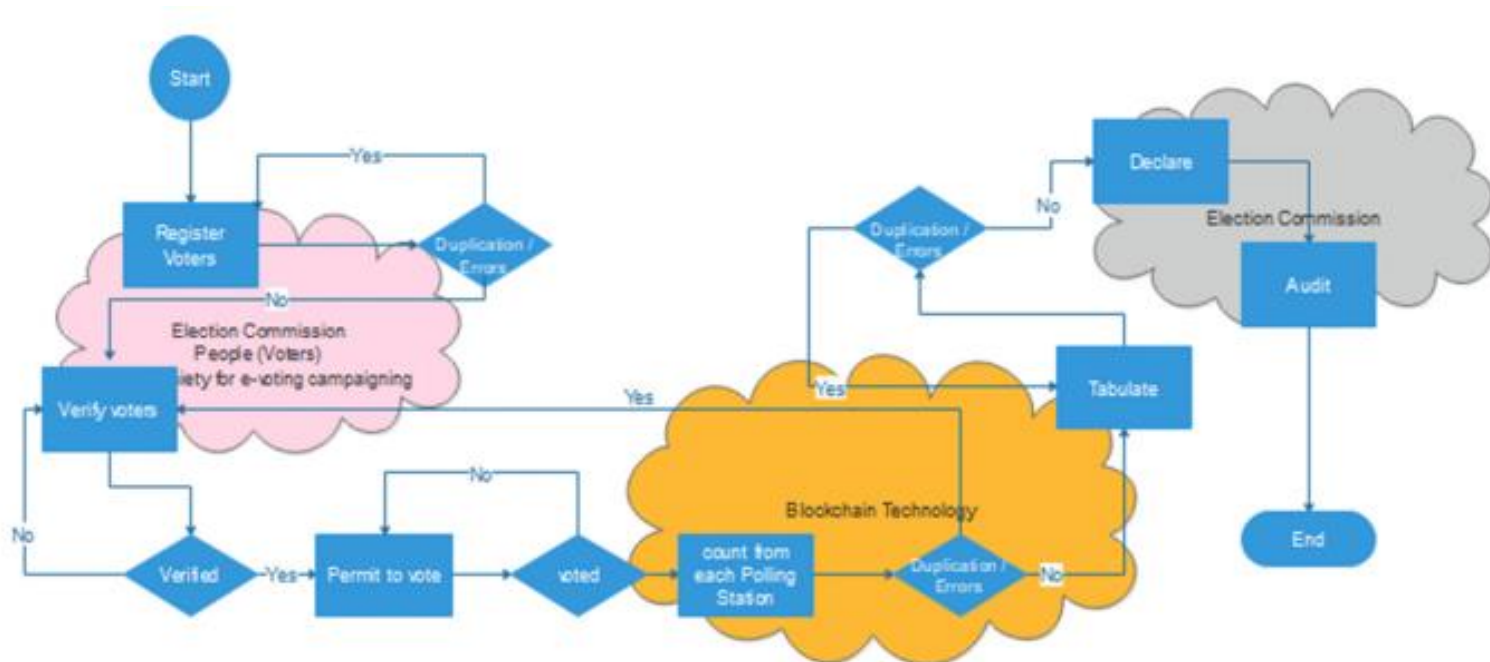 Start
Yes
Register
Voters
Duplication /
Errors
No
Election Commission
People (Voters)
iety for e-voting campaigning
Verify voters
No
Verified
Yes
Permit to vote
No
voted
count from
each Polling
Station
Blockchain Technology
Duplication /
Errors
Yes
No
Tabulate
Yes
Duplication /
Errors
No
Declare
Election Commission
Audit
End